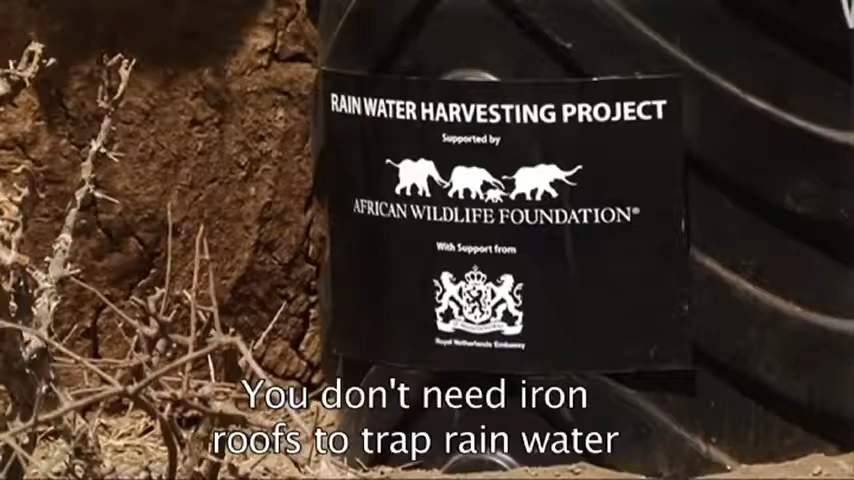 RAIN WATER HARVESTING PROJECT
Supported by
AFRICAN WILDLIFE FOUNDATION®
With Support from
Royal Netherlands Embassy
You don't need iron
roofs to trap rain water